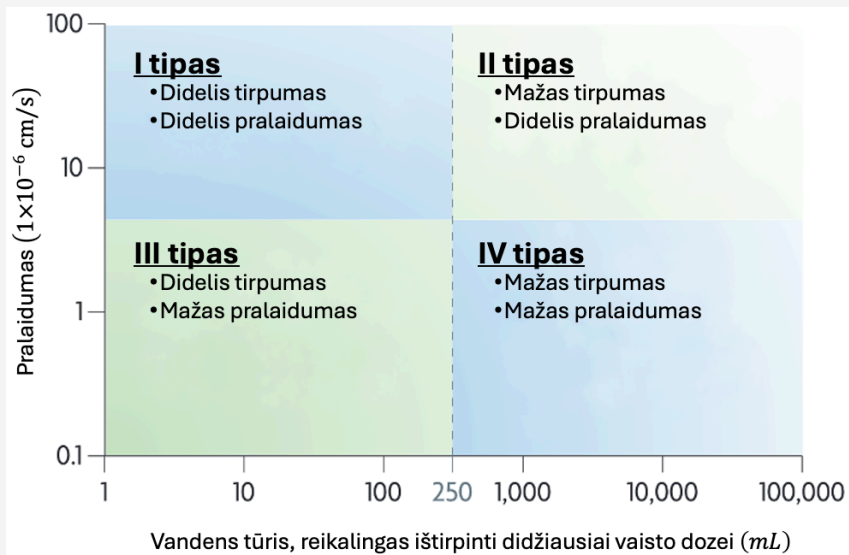 100
10
1
0.1
Pralaidumas (1×10⁻⁶ cm/s)
I tipas
•Didelis tirpumas
•Didelis pralaidumas
II tipas
•Mažas tirpumas
•Didelis pralaidumas
III tipas
•Didelis tirpumas
•Mažas pralaidumas
IV tipas
•Mažas tirpumas
•Mažas pralaidumas
1 10 100 250 1,000 10,000 100,000
Vandens tūris, reikalingas ištirpinti didžiausiai vaisto dozei (mL)